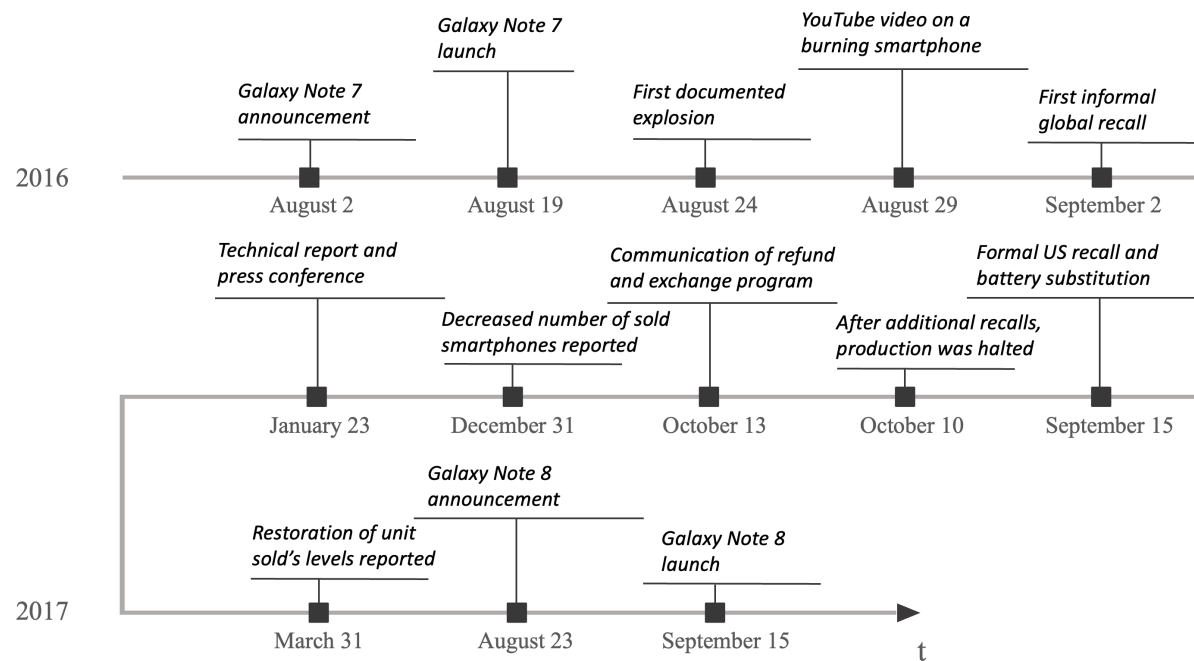 Galaxy Note 7
announcement
Galaxy Note 7
launch
First documented
explosion
YouTube video on a
burning smartphone
First informal
global recall
2016
August 2
August 19
August 24
August 29
September 2
Technical report and
press conference
Decreased number of sold
smartphones reported
Communication of refund
and exchange program
After additional recalls,
production was halted
Formal US recall and
battery substitution
January 23
December 31
October 13
October 10
September 15
Restoration of unit
sold’s levels reported
Galaxy Note 8
announcement
Galaxy Note 8
launch
2017
March 31
August 23
September 15
t